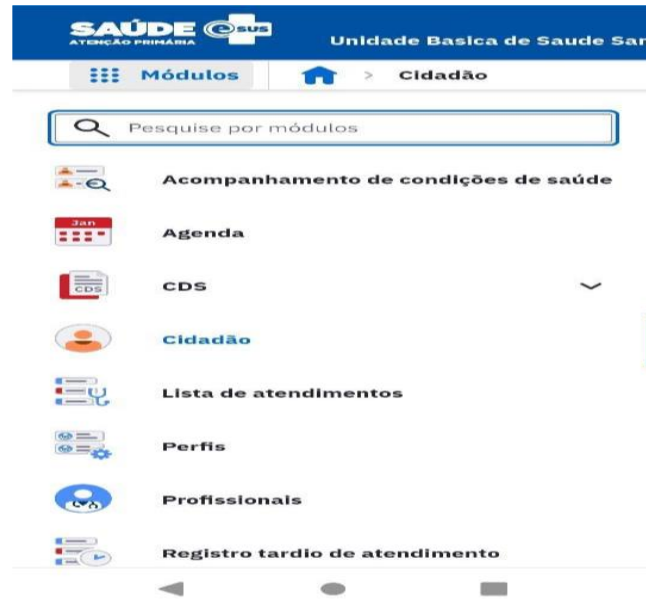 SAÚDE e sus
ATENÇÃO PRIMÁRIA
Unidade Basica de Saude Sar
Módulos > Cidadão
Pesquise por módulos
Acompanhamento de condições de saúde
Jan
Agenda
CDS
CDS
Cidadão
Lista de atendimentos
Perfis
Profissionais
Registro tardio de atendimento